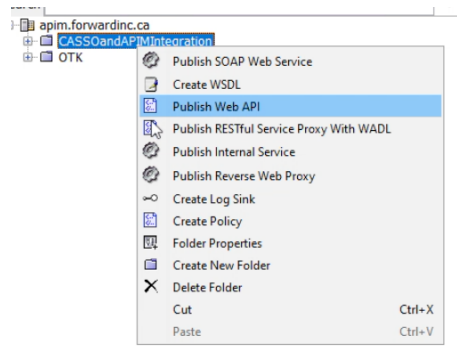 apim.forwardinc.ca
CASSOandAPIMIntegration
OTK
Publish SOAP Web Service
Create WSDL
Publish Web API
Publish RESTful Service Proxy With WADL
Publish Internal Service
Publish Reverse Web Proxy
Create Log Sink
Create Policy
Folder Properties
Create New Folder
Delete Folder
Cut Ctrl+X
Paste Ctrl+V